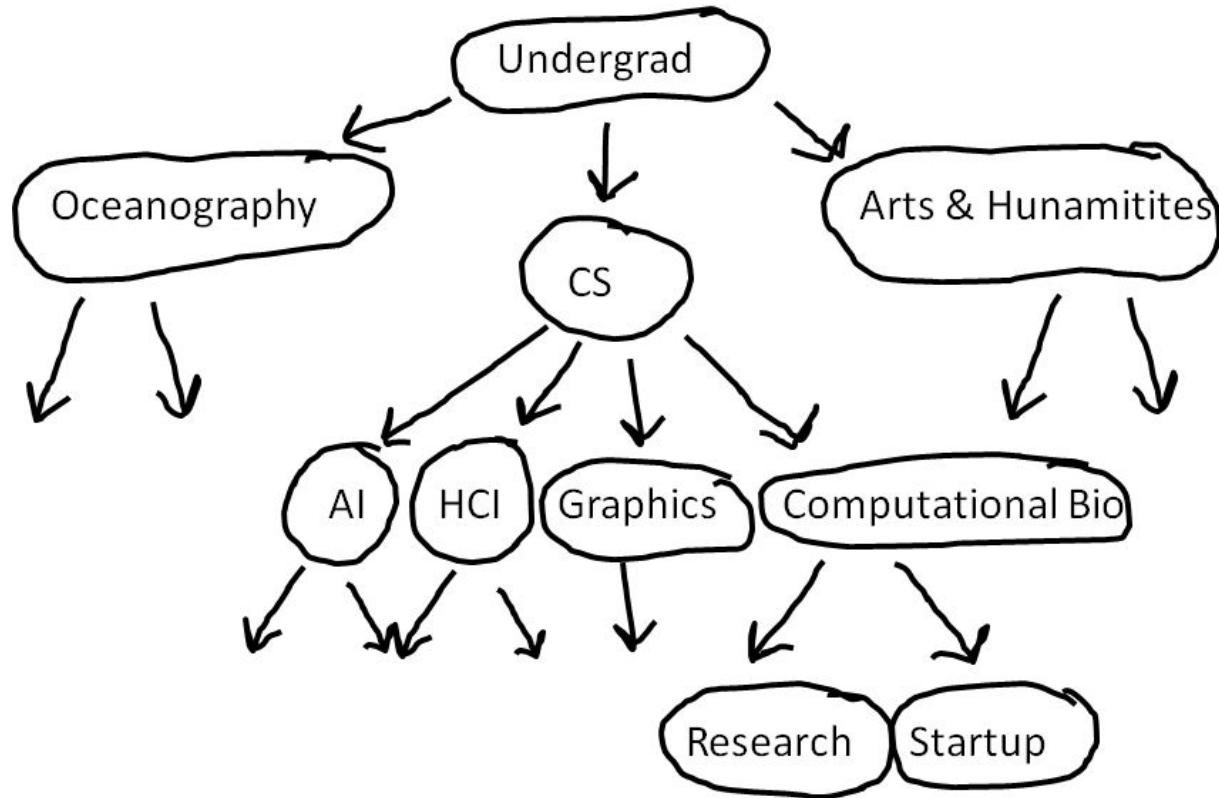 Undergrad
Oceanography
Arts & Hunamitites
CS
AI
HCI
Graphics
Computational Bio
Research
Startup